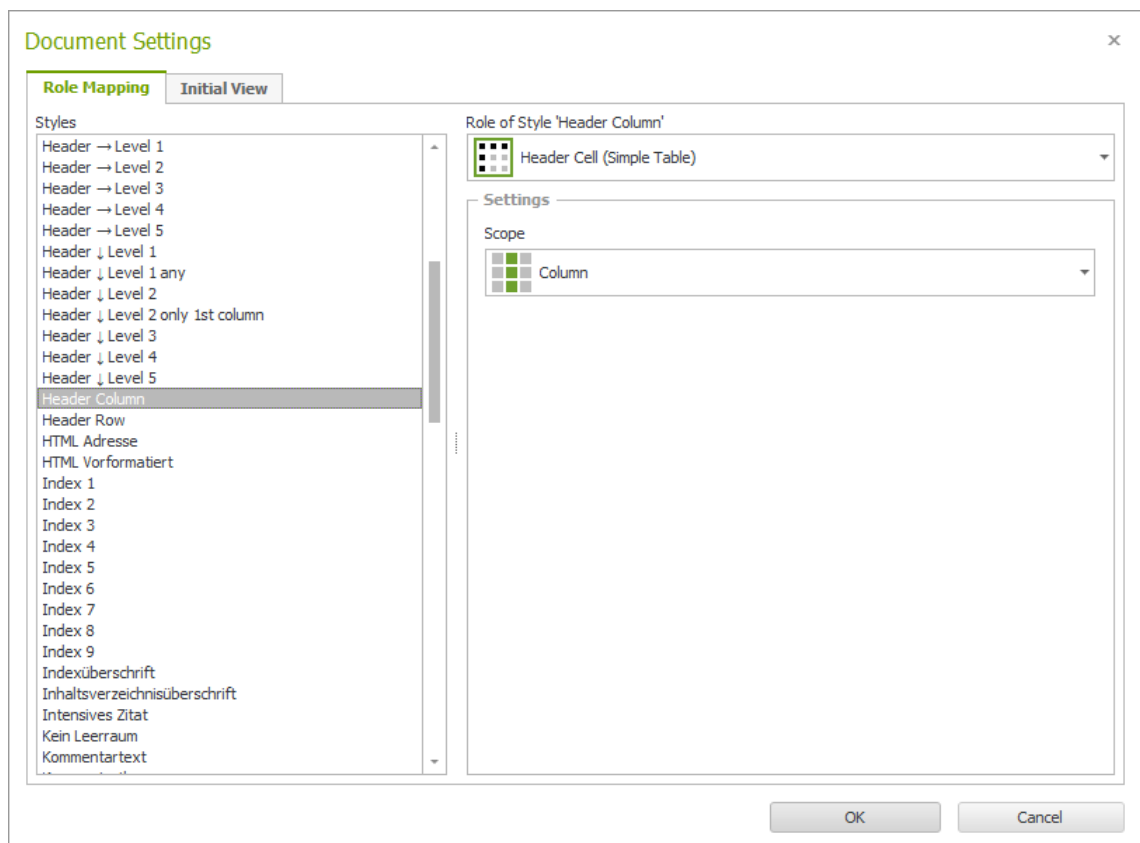 Document Settings
Role Mapping
Initial View
Styles
Header → Level 1
Header → Level 2
Header → Level 3
Header → Level 4
Header → Level 5
Header ↓ Level 1
Header ↓ Level 1 any
Header ↓ Level 2
Header ↓ Level 2 only 1st column
Header ↓ Level 3
Header ↓ Level 4
Header ↓ Level 5
Header Column
Header Row
HTML Adresse
HTML Vorformatiert
Index 1
Index 2
Index 3
Index 4
Index 5
Index 6
Index 7
Index 8
Index 9
Indexüberschrift
Inhaltsverzeichnisüberschrift
Intensives Zitat
Kein Leerraum
Kommentartext
Role of Style 'Header Column'
Header Cell (Simple Table)
Settings
Scope
Column
OK
Cancel